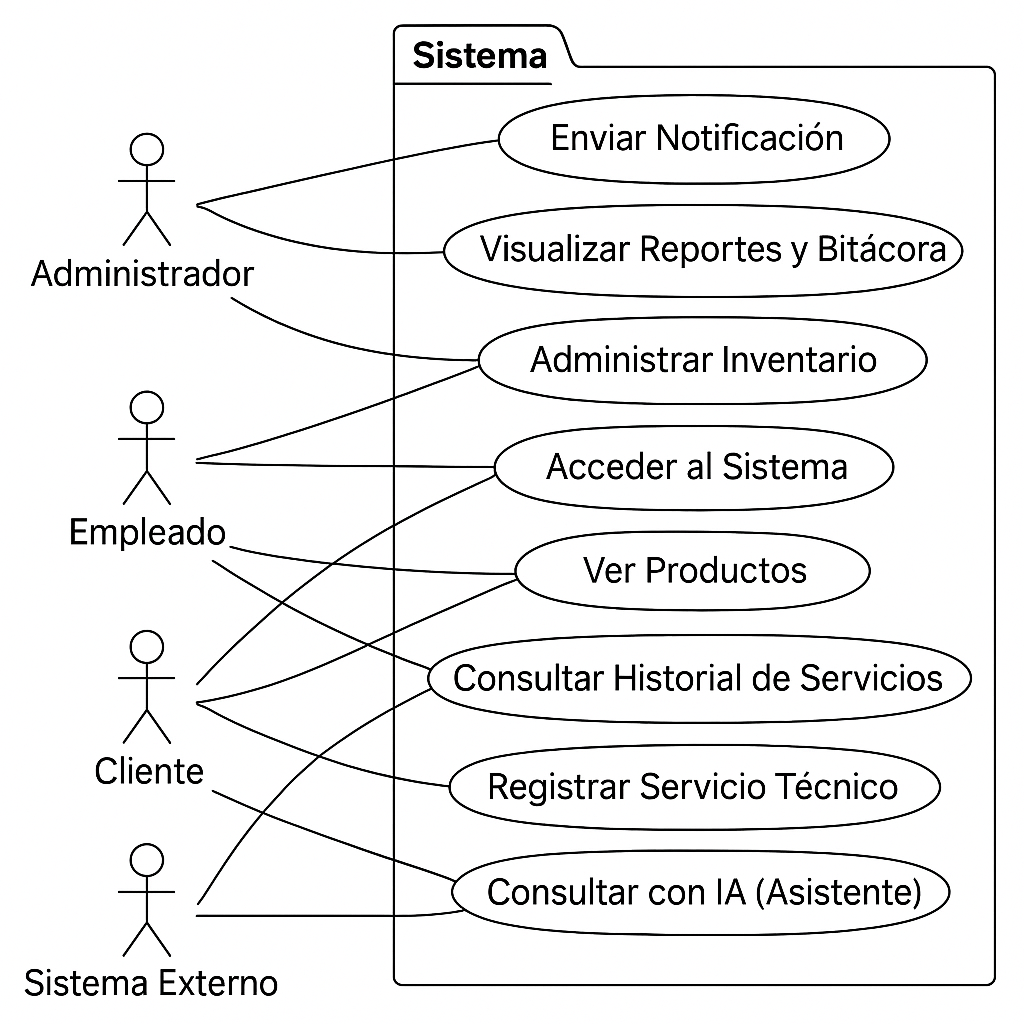 Sistema
Enviar Notificación
Visualizar Reportes y Bitácora
Administrador
Administrar Inventario
Acceder al Sistema
Empleado
Ver Productos
Consultar Historial de Servicios
Cliente
Registrar Servicio Técnico
Consultar con IA (Asistente)
Sistema Externo